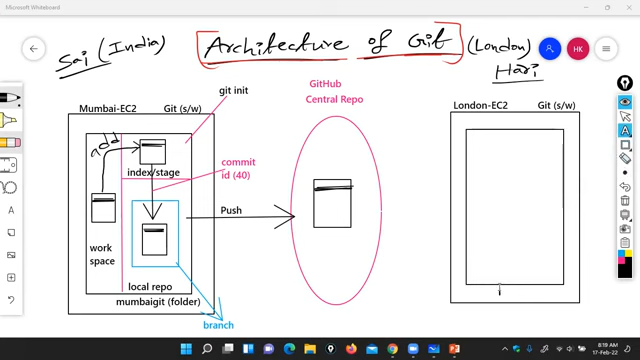 Sai (India)
Architecture of Git
(London)
Hari
HK
GitHub
Central Repo
git init
Mumbai-EC2
Git (s/w)
London-EC2
Git (s/w)
add
index/stage
commit
id (40)
Push
work
space
local repo
mumbaigit (folder)
branch
A
A
8:19 AM
17-Feb-22